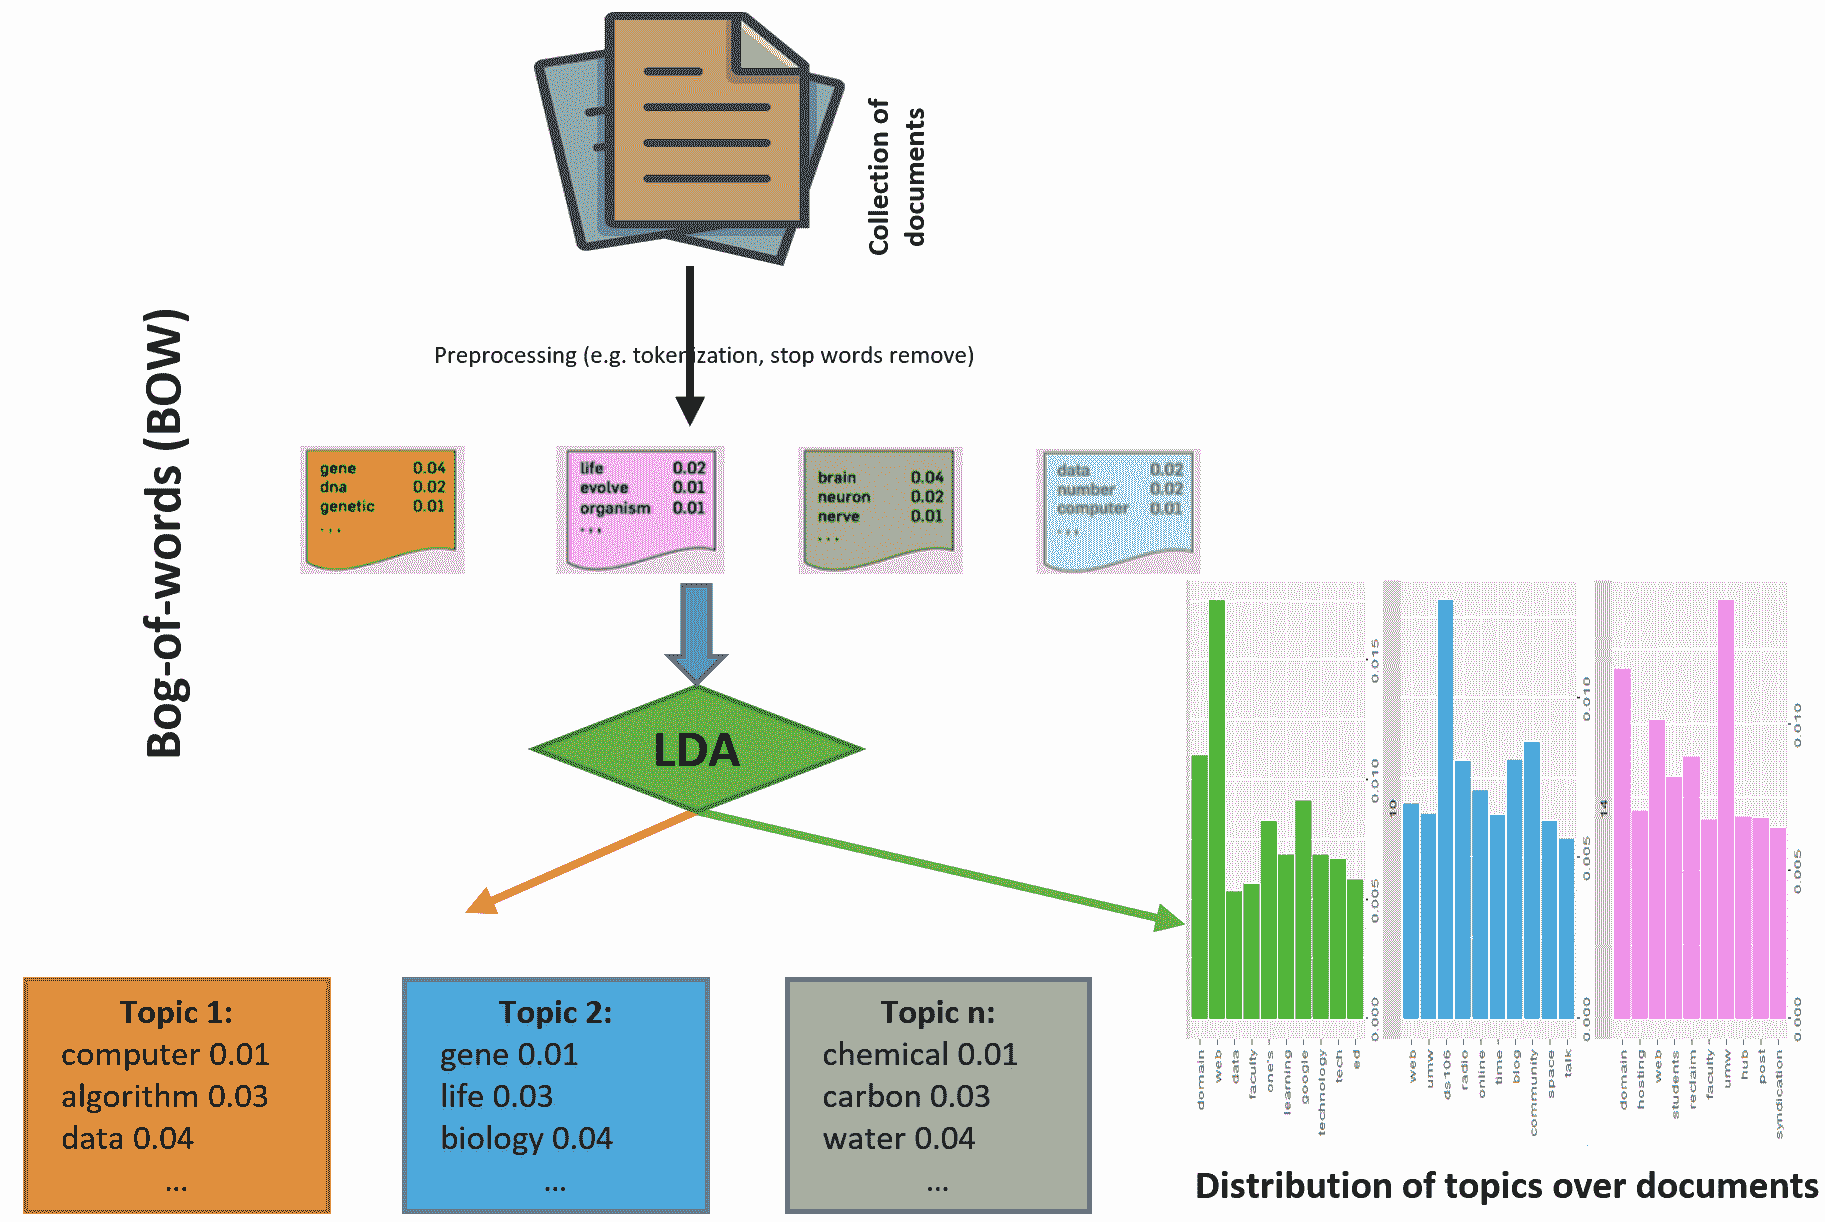 Collection of
documents
Bog-of-words (BOW)
Preprocessing (e.g. tokenization, stop words remove)
gene 0.04
dna 0.02
genetic 0.01
...
life 0.02
evolve 0.01
organism 0.01
...
brain 0.04
neuron 0.02
nerve 0.01
...
data 0.02
number 0.02
computer 0.01
...
LDA
Topic 1:
computer 0.01
algorithm 0.03
data 0.04
...
Topic 2:
gene 0.01
life 0.03
biology 0.04
...
Topic n:
chemical 0.01
carbon 0.03
water 0.04
...
0.015
0.010
0.005
0.000
domain
web
data
faculty
one's
learning
google
technology
tech
ed
10
0.010
0.005
0.000
web
umw
ds106
radio
online
time
blog
community
space
talk
14
0.010
0.005
0.000
domain
hosting
web
students
reclaim
faculty
umw
hub
post
syndication
Distribution of topics over documents